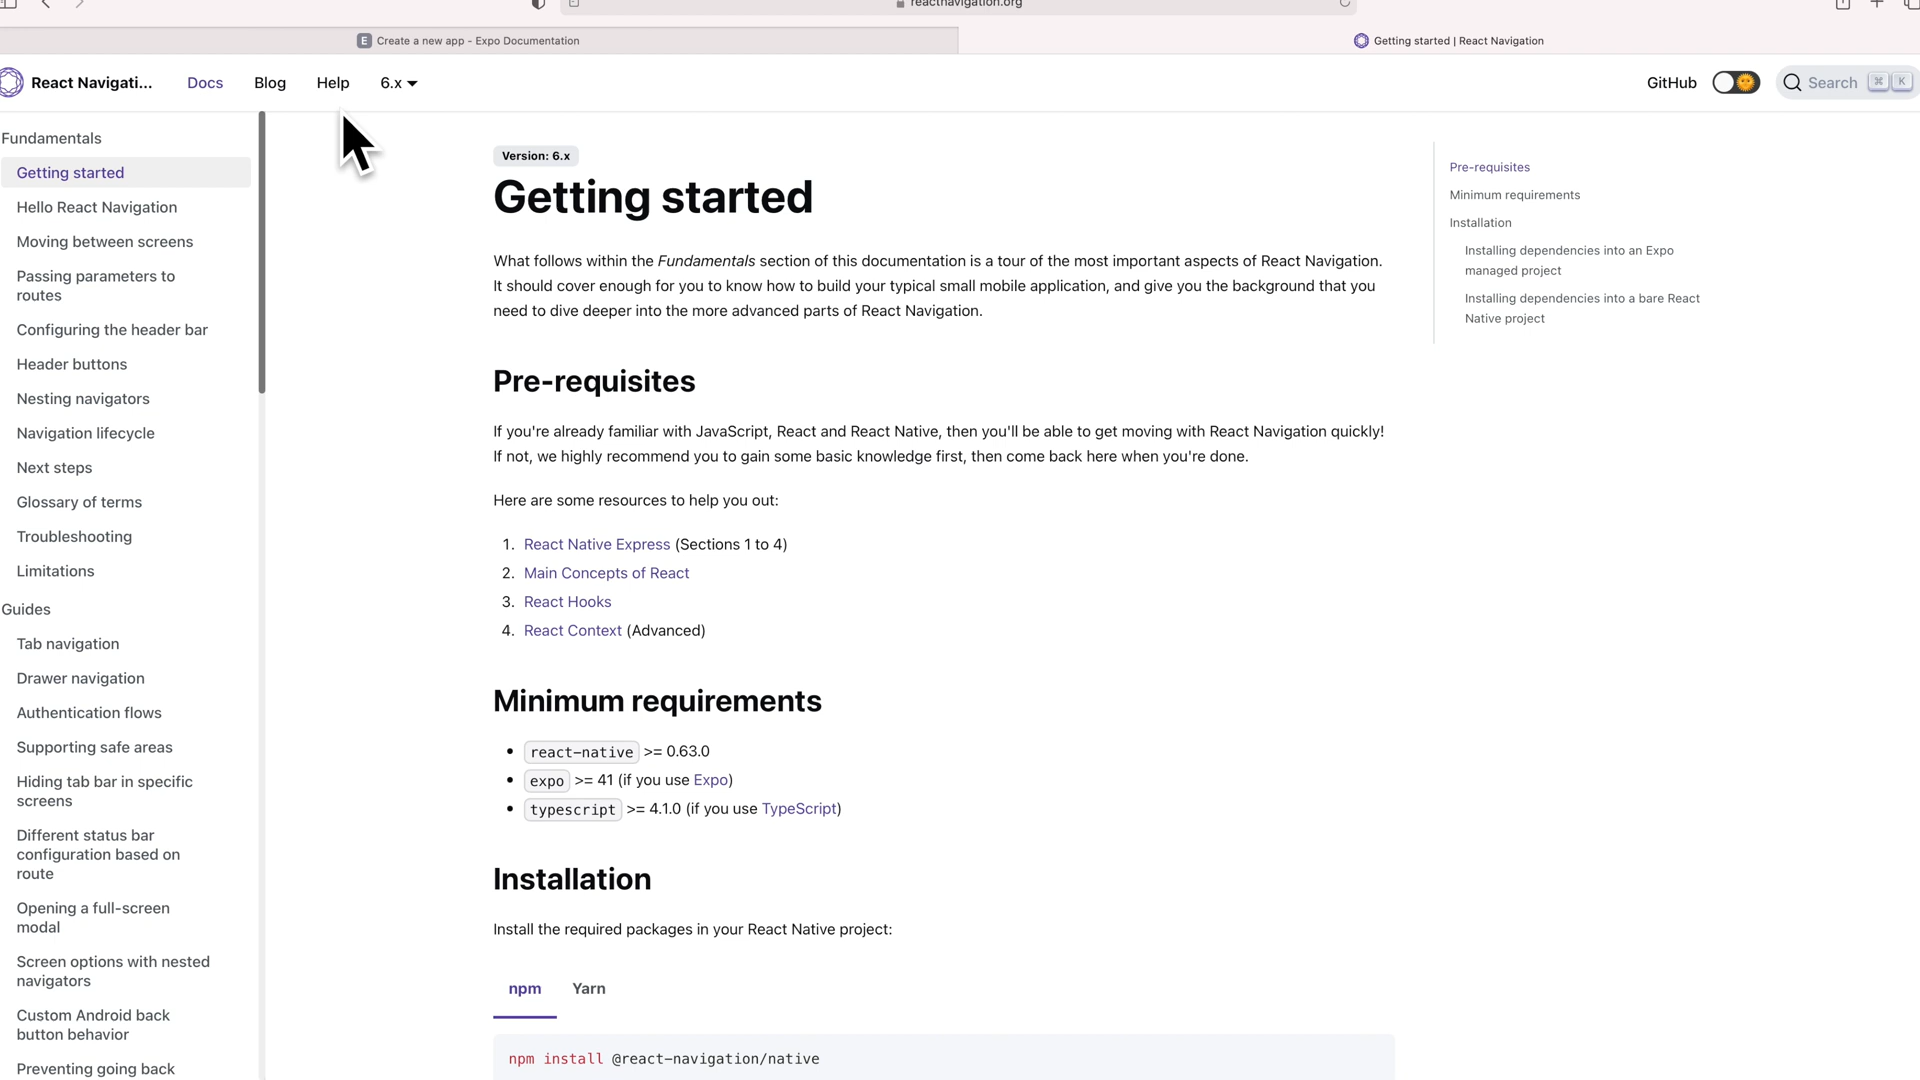 reactnavigation.org
E Create a new app - Expo Documentation
Getting started | React Navigation
React Navigati...
Docs
Blog
Help
6.x
GitHub
Search ⌘ K
Fundamentals
Getting started
Hello React Navigation
Moving between screens
Passing parameters to
routes
Configuring the header bar
Header buttons
Nesting navigators
Navigation lifecycle
Next steps
Glossary of terms
Troubleshooting
Limitations
Guides
Tab navigation
Drawer navigation
Authentication flows
Supporting safe areas
Hiding tab bar in specific
screens
Different status bar
configuration based on
route
Opening a full-screen
modal
Screen options with nested
navigators
Custom Android back
button behavior
Preventing going back
Version: 6.x
Getting started
What follows within the Fundamentals section of this documentation is a tour of the most important aspects of React Navigation.
It should cover enough for you to know how to build your typical small mobile application, and give you the background that you
need to dive deeper into the more advanced parts of React Navigation.
Pre-requisites
If you're already familiar with JavaScript, React and React Native, then you'll be able to get moving with React Navigation quickly!
If not, we highly recommend you to gain some basic knowledge first, then come back here when you're done.
Here are some resources to help you out:
1. React Native Express (Sections 1 to 4)
2. Main Concepts of React
3. React Hooks
4. React Context (Advanced)
Minimum requirements
• react-native >= 0.63.0
• expo >= 41 (if you use Expo)
• typescript >= 4.1.0 (if you use TypeScript)
Installation
Install the required packages in your React Native project:
npm
Yarn
npm install @react-navigation/native
Pre-requisites
Minimum requirements
Installation
Installing dependencies into an Expo
managed project
Installing dependencies into a bare React
Native project